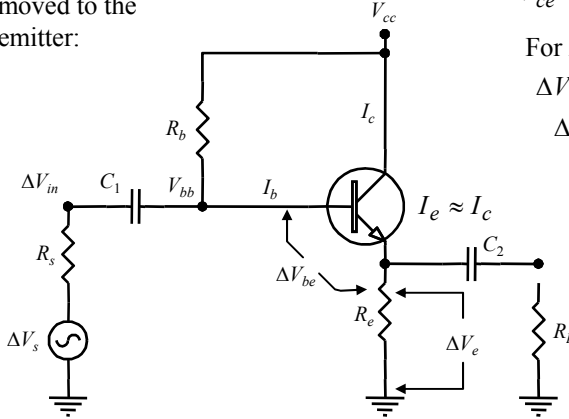 moved to the
emitter:
V_cc
V_ce
For
ΔV
Δ
I_c
R_b
ΔV_in
C_1
V_bb
I_b
I_e ≈ I_c
R_s
C_2
ΔV_be
R_e
ΔV_e
ΔV_s